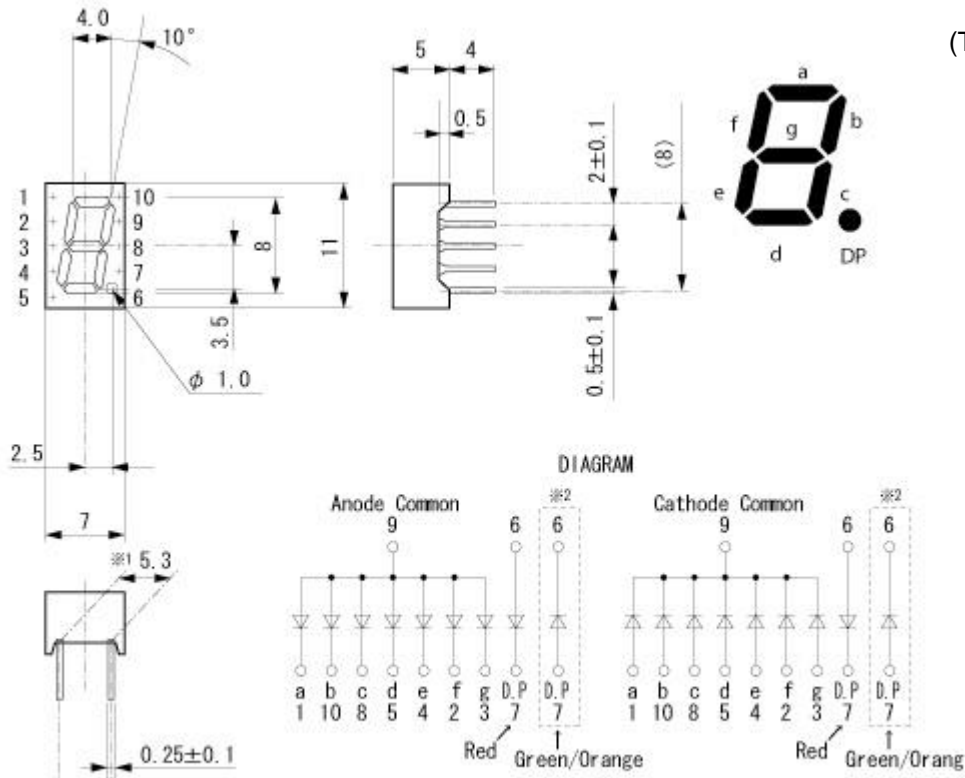 4.0
10°
5
4
0.5
2±0.1
(8)
0.5±0.1
(T
a
b
f
g
e
c
d
DP
1 10
2 9
3 8
4 7
5 6
8
11
3.5
φ 1.0
2.5
7
※1 5.3
0.25±0.1
DIAGRAM
Anode Common
9
6
※2
6
a b c d e f g D.P D.P
1 10 8 5 4 2 3 7 7
Red
Green/Orange
Cathode Common
9
6
※2
6
a b c d e f g D.P D.P
1 10 8 5 4 2 3 7 7
Red
Green/Orang